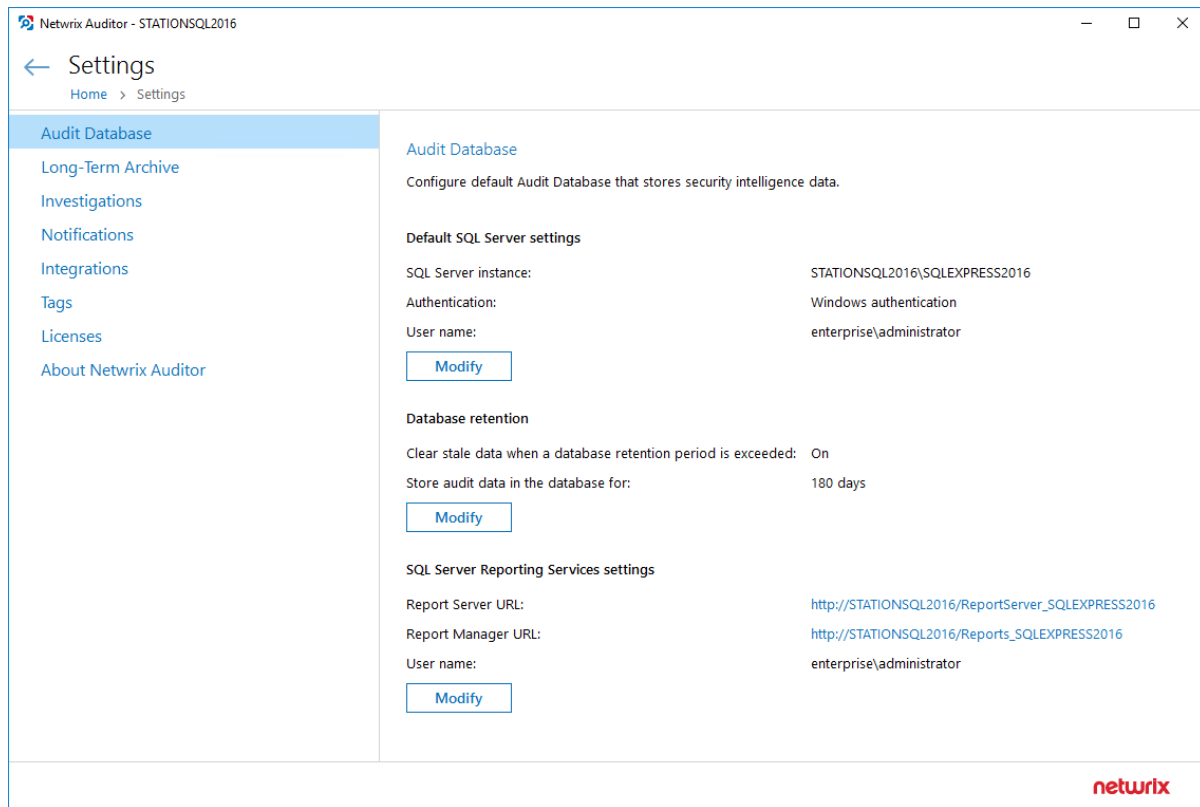 Netwrix Auditor - STATIONSQL2016
Settings
Home > Settings
Audit Database
Long-Term Archive
Investigations
Notifications
Integrations
Tags
Licenses
About Netwrix Auditor
Audit Database
Configure default Audit Database that stores security intelligence data.
Default SQL Server settings
SQL Server instance: STATIONSQL2016\SQLEXPRESS2016
Authentication: Windows authentication
User name: enterprise\administrator
Modify
Database retention
Clear stale data when a database retention period is exceeded: On
Store audit data in the database for: 180 days
Modify
SQL Server Reporting Services settings
Report Server URL: http://STATIONSQL2016/ReportServer_SQLEXPRESS2016
Report Manager URL: http://STATIONSQL2016/Reports_SQLEXPRESS2016
User name: enterprise\administrator
Modify
netwrix